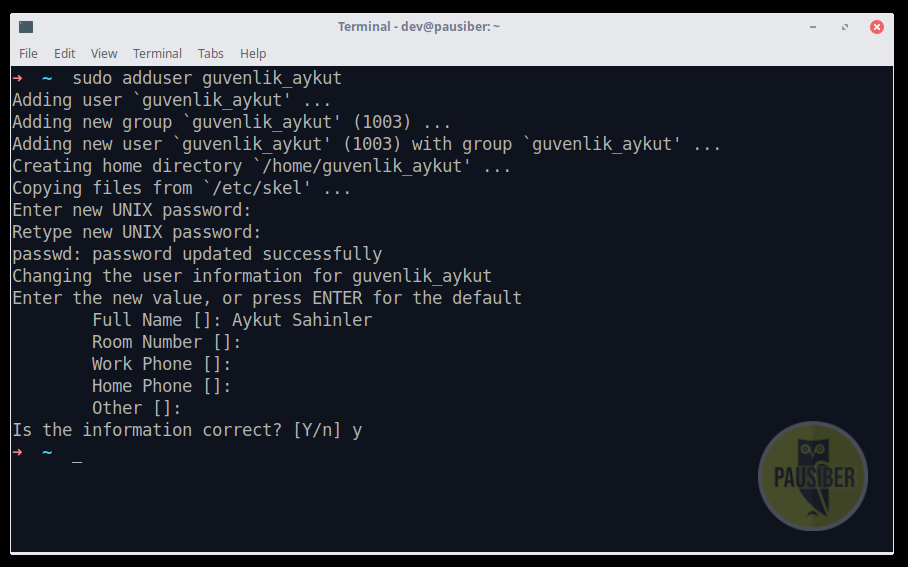 Terminal - dev@pausiber: ~
File Edit View Terminal Tabs Help
➜ ~ sudo adduser guvenlik_aykut
Adding user `guvenlik_aykut' ...
Adding new group `guvenlik_aykut' (1003) ...
Adding new user `guvenlik_aykut' (1003) with group `guvenlik_aykut' ...
Creating home directory `/home/guvenlik_aykut' ...
Copying files from `/etc/skel' ...
Enter new UNIX password:
Retype new UNIX password:
passwd: password updated successfully
Changing the user information for guvenlik_aykut
Enter the new value, or press ENTER for the default
Full Name []: Aykut Sahinler
Room Number []:
Work Phone []:
Home Phone []:
Other []:
Is the information correct? [Y/n] y
➜ ~ _
PAUSIBER